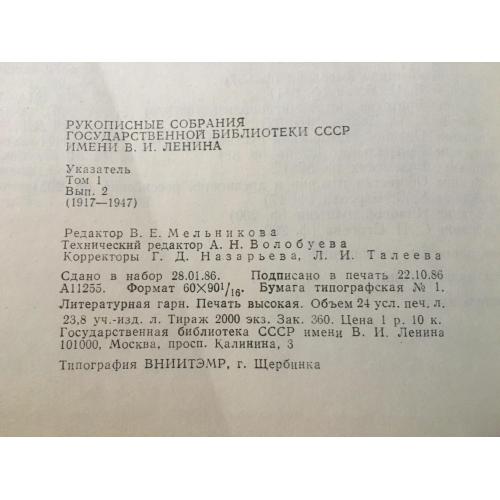 РУКОПИСНЫЕ СОБРАНИЯ
ГОСУДАРСТВЕННОЙ БИБЛИОТЕКИ СССР
ИМЕНИ В. И. ЛЕНИНА
Указатель
Том 1
Вып. 2
(1917—1947)
Редактор В. Е. Мельникова
Технический редактор А. Н. Волобуева
Корректоры Г. Д. Назарьева, Л. И. Талеева
Сдано в набор 28.01.86. Подписано в печать 22.10.86
А11255. Формат 60×90¹/₁₆. Бумага типографская № 1.
Литературная гарн. Печать высокая. Объем 24 усл. печ. л.
23,8 уч.-изд. л. Тираж 2000 экз. Зак. 360. Цена 1 р. 10 к.
Государственная библиотека СССР имени В. И. Ленина
101000, Москва, просп. Калинина, 3
Типография ВНИИТЭМР, г. Щербинка